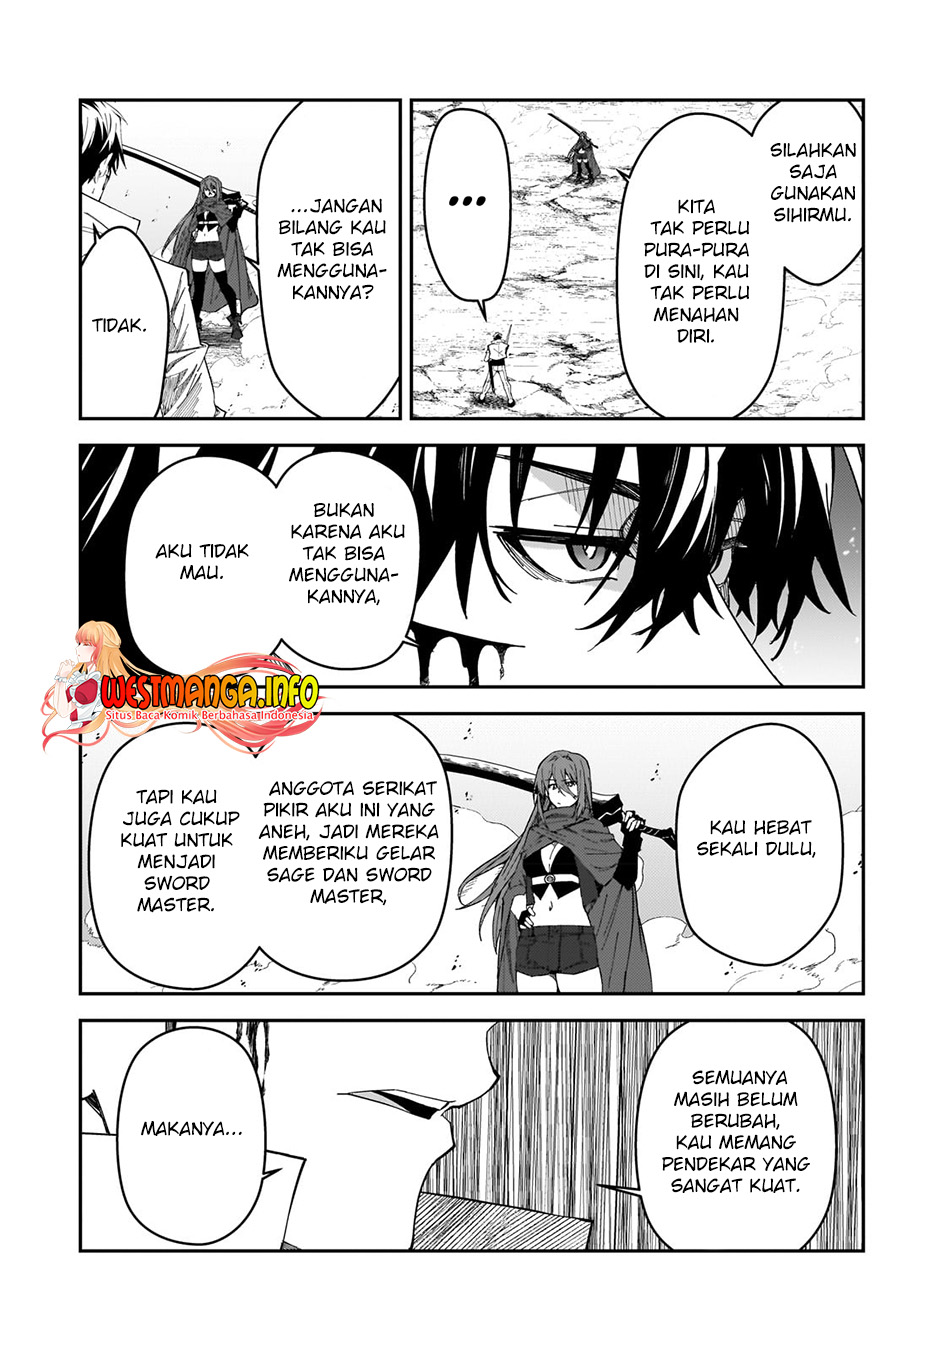 SILAHKAN
SAJA
GUNAKAN
SIHIRMU.
KITA
TAK PERLU
PURA-PURA
DI SINI, KAU
TAK PERLU
MENAHAN
DIRI.
...
...JANGAN
BILANG KAU
TAK BISA
MENGGUNA-
KANNYA?
TIDAK.
BUKAN
KARENA AKU
TAK BISA
MENGGUNA-
KANNYA,
AKU TIDAK
MAU.
WESTMANGA.INFO
Situs Baca Komik Berbahasa Indonesia
KAU HEBAT
SEKALI DULU,
ANGGOTA SERIKAT
PIKIR AKU INI YANG
ANEH, JADI MEREKA
MEMBERIKU GELAR
SAGE DAN SWORD
MASTER,
TAPI KAU
JUGA CUKUP
KUAT UNTUK
MENJADI
SWORD
MASTER.
SEMUANYA
MASIH BELUM
BERUBAH,
KAU MEMANG
PENDEKAR YANG
SANGAT KUAT.
MAKANYA...